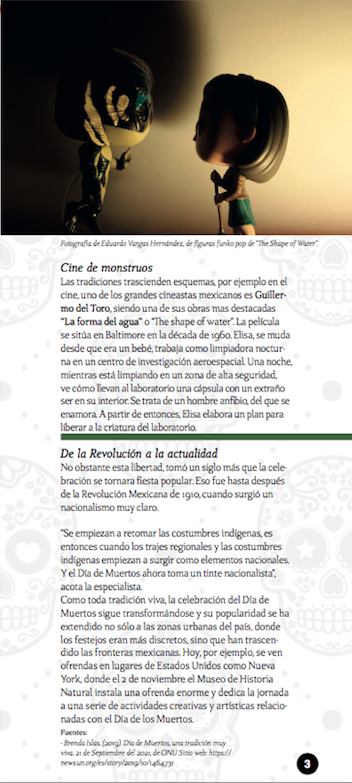 Fotografía de Eduardo Vargas Hernández, de figuras funko pop de "The Shape of Water".
Cine de monstruos
Las tradiciones trascienden esquemas, por ejemplo en el
cine, uno de los grandes cineastas mexicanos es Guiller-
mo del Toro, siendo una de sus obras mas destacadas
"La forma del agua" o "The shape of water". La película
se sitúa en Baltimore en la década de 1960. Elisa, se muda
desde que era un bebé, trabaja como limpiadora noctur-
na en un centro de investigación aeroespacial. Una noche,
mientras está limpiando en un zona de alta seguridad,
ve cómo llevan al laboratorio una cápsula con un extraño
ser en su interior. Se trata de un hombre anfibio, del que se
enamora. A partir de entonces, Elisa elabora un plan para
liberar a la criatura del laboratorio.
De la Revolución a la actualidad
No obstante esta libertad, tomó un siglo más que la cele-
bración se tornara fiesta popular. Eso fue hasta después
de la Revolución Mexicana de 1910, cuando surgió un
nacionalismo muy claro.
"Se empiezan a retomar las costumbres indígenas, es
entonces cuando los trajes regionales y las costumbres
indígenas empiezan a surgir como elementos nacionales.
Y el Día de Muertos ahora toma un tinte nacionalista",
acota la especialista.
Como toda tradición viva, la celebración del Día de
Muertos sigue transformándose y su popularidad se ha
extendido no sólo a las zonas urbanas del país, donde
los festejos eran más discretos, sino que han trascen-
dido las fronteras mexicanas. Hoy, por ejemplo, se ven
ofrendas en lugares de Estados Unidos como Nueva
York, donde el 2 de noviembre el Museo de Historia
Natural instala una ofrenda enorme y dedica la jornada
a una serie de actividades creativas y artísticas relacio-
nadas con el Día de los Muertos.
Fuentes:
- Brenda Islas. (2019). Día de Muertos, una tradición muy
viva. 21 de Septiembre del 2021, de ONU Sitio web: https://
news.un.org/es/story/2019/10/1464731
3